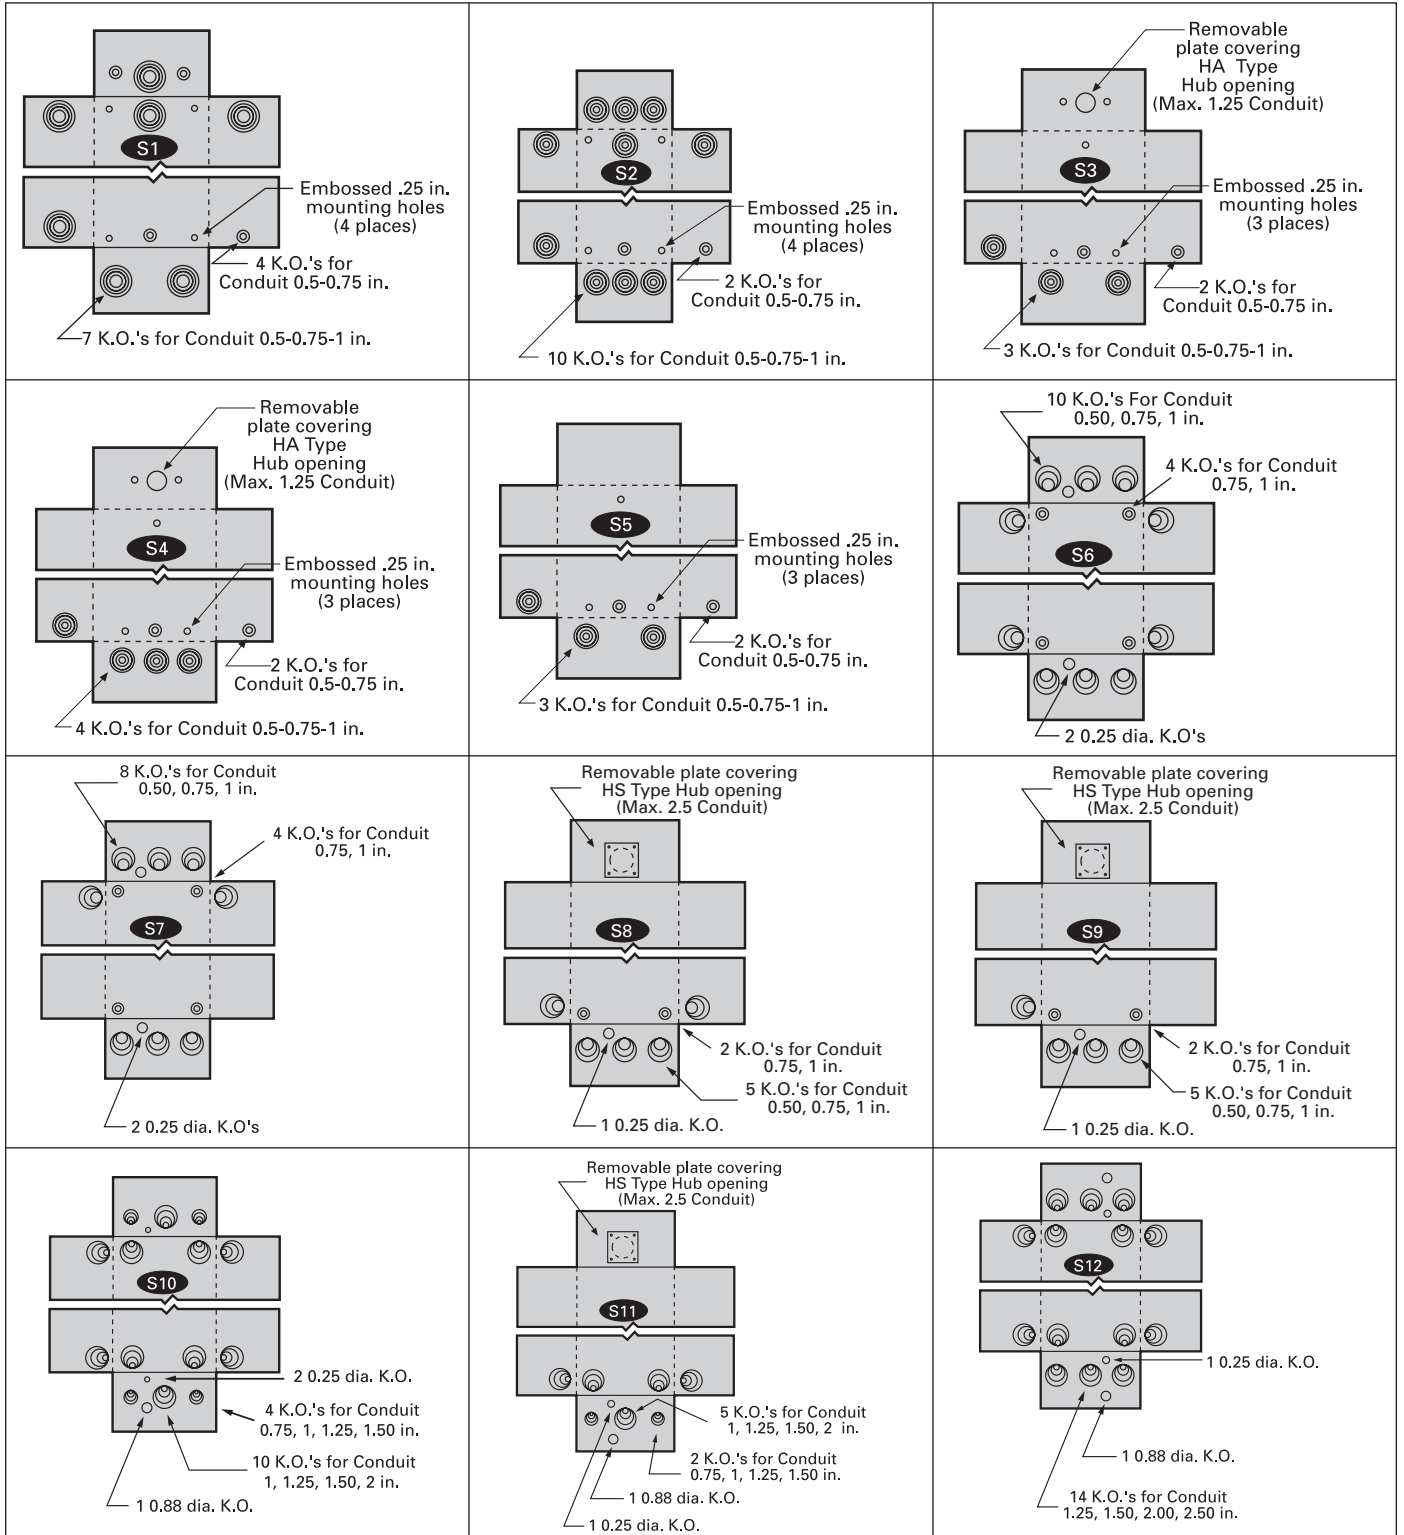 S1
Embossed .25 in.
mounting holes
(4 places)
4 K.O.'s for
Conduit 0.5-0.75 in.
7 K.O.'s for Conduit 0.5-0.75-1 in.
S2
Embossed .25 in.
mounting holes
(4 places)
2 K.O.'s for
Conduit 0.5-0.75 in.
10 K.O.'s for Conduit 0.5-0.75-1 in.
Removable
plate covering
HA Type
Hub opening
(Max. 1.25 Conduit)
S3
Embossed .25 in.
mounting holes
(3 places)
2 K.O.'s for
Conduit 0.5-0.75 in.
3 K.O.'s for Conduit 0.5-0.75-1 in.
Removable
plate covering
HA Type
Hub opening
(Max. 1.25 Conduit)
S4
Embossed .25 in.
mounting holes
(3 places)
2 K.O.'s for
Conduit 0.5-0.75 in.
4 K.O.'s for Conduit 0.5-0.75-1 in.
S5
Embossed .25 in.
mounting holes
(3 places)
2 K.O.'s for
Conduit 0.5-0.75 in.
3 K.O.'s for Conduit 0.5-0.75-1 in.
10 K.O.'s For Conduit
0.50, 0.75, 1 in.
4 K.O.'s for Conduit
0.75, 1 in.
S6
2 0.25 dia. K.O's
8 K.O.'s for Conduit
0.50, 0.75, 1 in.
4 K.O.'s for Conduit
0.75, 1 in.
S7
2 0.25 dia. K.O's
Removable plate covering
HS Type Hub opening
(Max. 2.5 Conduit)
S8
2 K.O.'s for Conduit
0.75, 1 in.
5 K.O.'s for Conduit
0.50, 0.75, 1 in.
1 0.25 dia. K.O.
Removable plate covering
HS Type Hub opening
(Max. 2.5 Conduit)
S9
2 K.O.'s for Conduit
0.75, 1 in.
5 K.O.'s for Conduit
0.50, 0.75, 1 in.
1 0.25 dia. K.O.
S10
2 0.25 dia. K.O.
4 K.O.'s for Conduit
0.75, 1, 1.25, 1.50 in.
10 K.O.'s for Conduit
1, 1.25, 1.50, 2 in.
1 0.88 dia. K.O.
Removable plate covering
HS Type Hub opening
(Max. 2.5 Conduit)
S11
5 K.O.'s for Conduit
1, 1.25, 1.50, 2 in.
2 K.O.'s for Conduit
0.75, 1, 1.25, 1.50 in.
1 0.88 dia. K.O.
1 0.25 dia. K.O.
S12
1 0.25 dia. K.O.
1 0.88 dia. K.O.
14 K.O.'s for Conduit
1.25, 1.50, 2.00, 2.50 in.